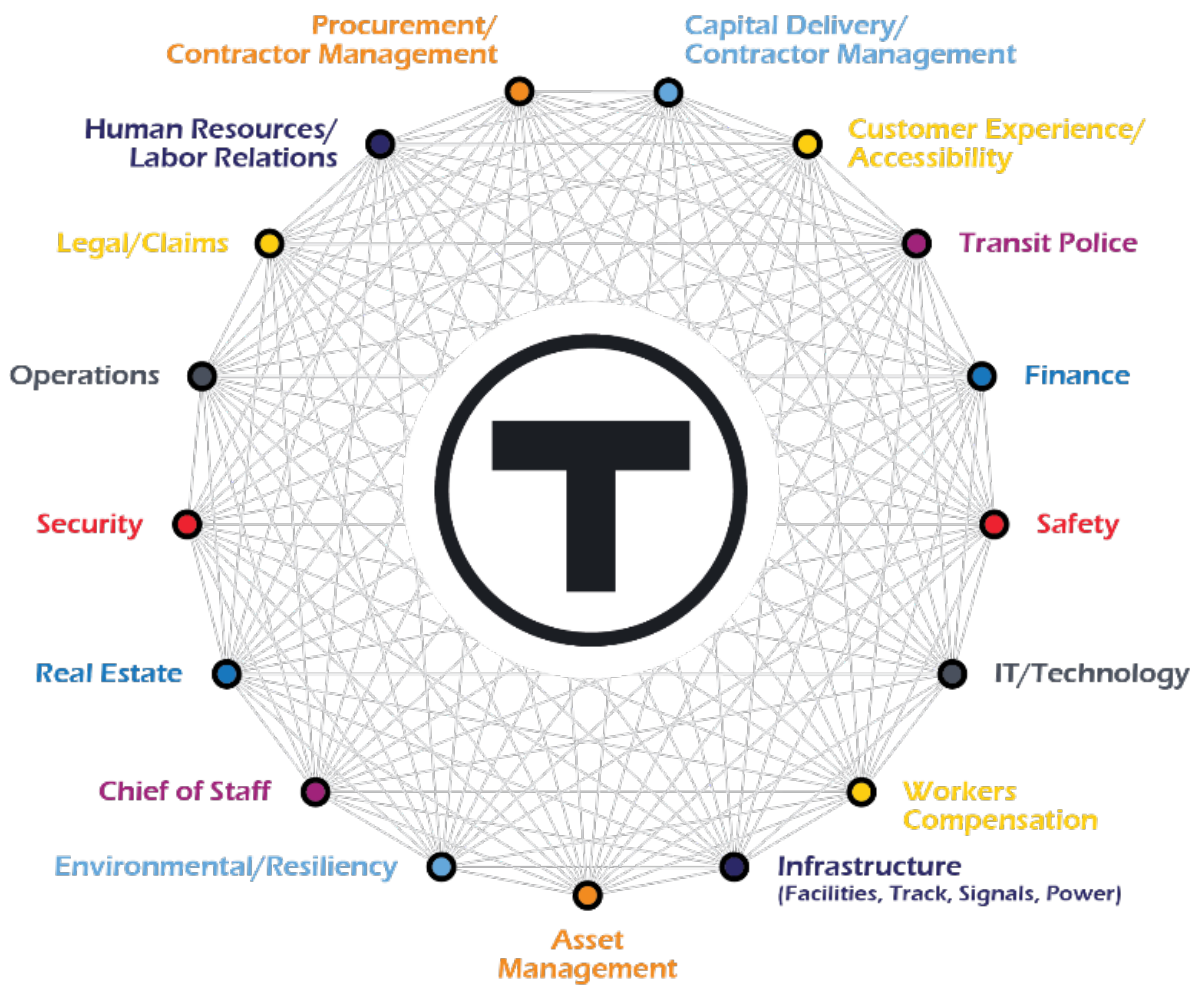 Procurement/
Contractor Management
Capital Delivery/
Contractor Management
Human Resources/
Labor Relations
Customer Experience/
Accessibility
Legal/Claims
Transit Police
Operations
Finance
T
Security
Safety
Real Estate
IT/Technology
Chief of Staff
Workers
Compensation
Environmental/Resiliency
Infrastructure
(Facilities, Track, Signals, Power)
Asset
Management